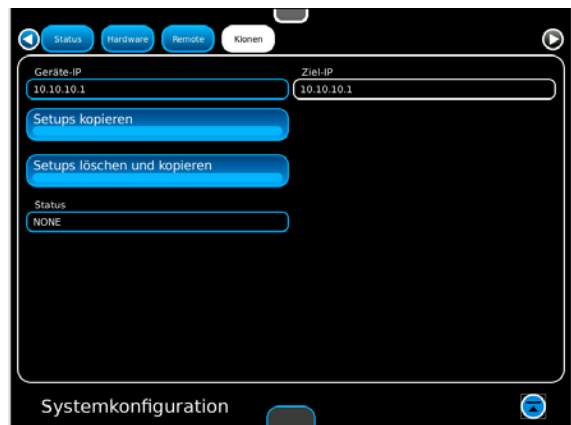 Status Hardware Remote Klonen
Geräte-IP Ziel-IP
10.10.10.1 10.10.10.1
Setups kopieren
Setups löschen und kopieren
Status
NONE
Systemkonfiguration